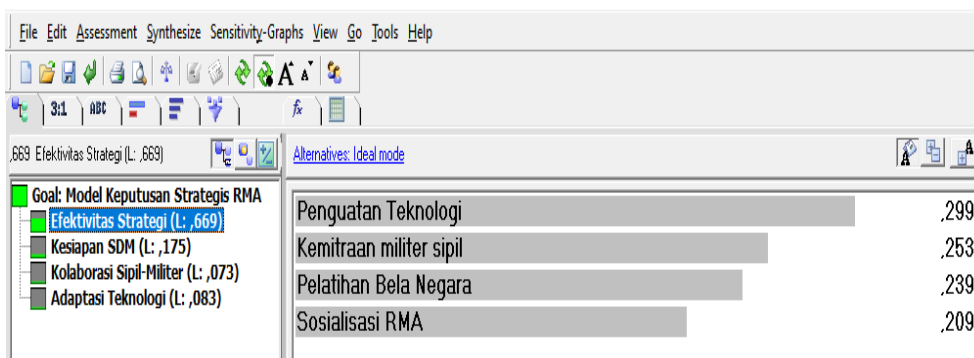 File Edit Assessment Synthesize Sensitivity-Graphs View Go Tools Help
A A
3:1 ABC fx
,669 Efektivitas Strategi (L: ,669)
Alternatives: Ideal mode
A A
Goal: Model Keputusan Strategis RMA
Efektivitas Strategi (L: ,669)
Kesiapan SDM (L: ,175)
Kolaborasi Sipil-Militer (L: ,073)
Adaptasi Teknologi (L: ,083)
Penguatan Teknologi ,299
Kemitraan militer sipil ,253
Pelatihan Bela Negara ,239
Sosialisasi RMA ,209